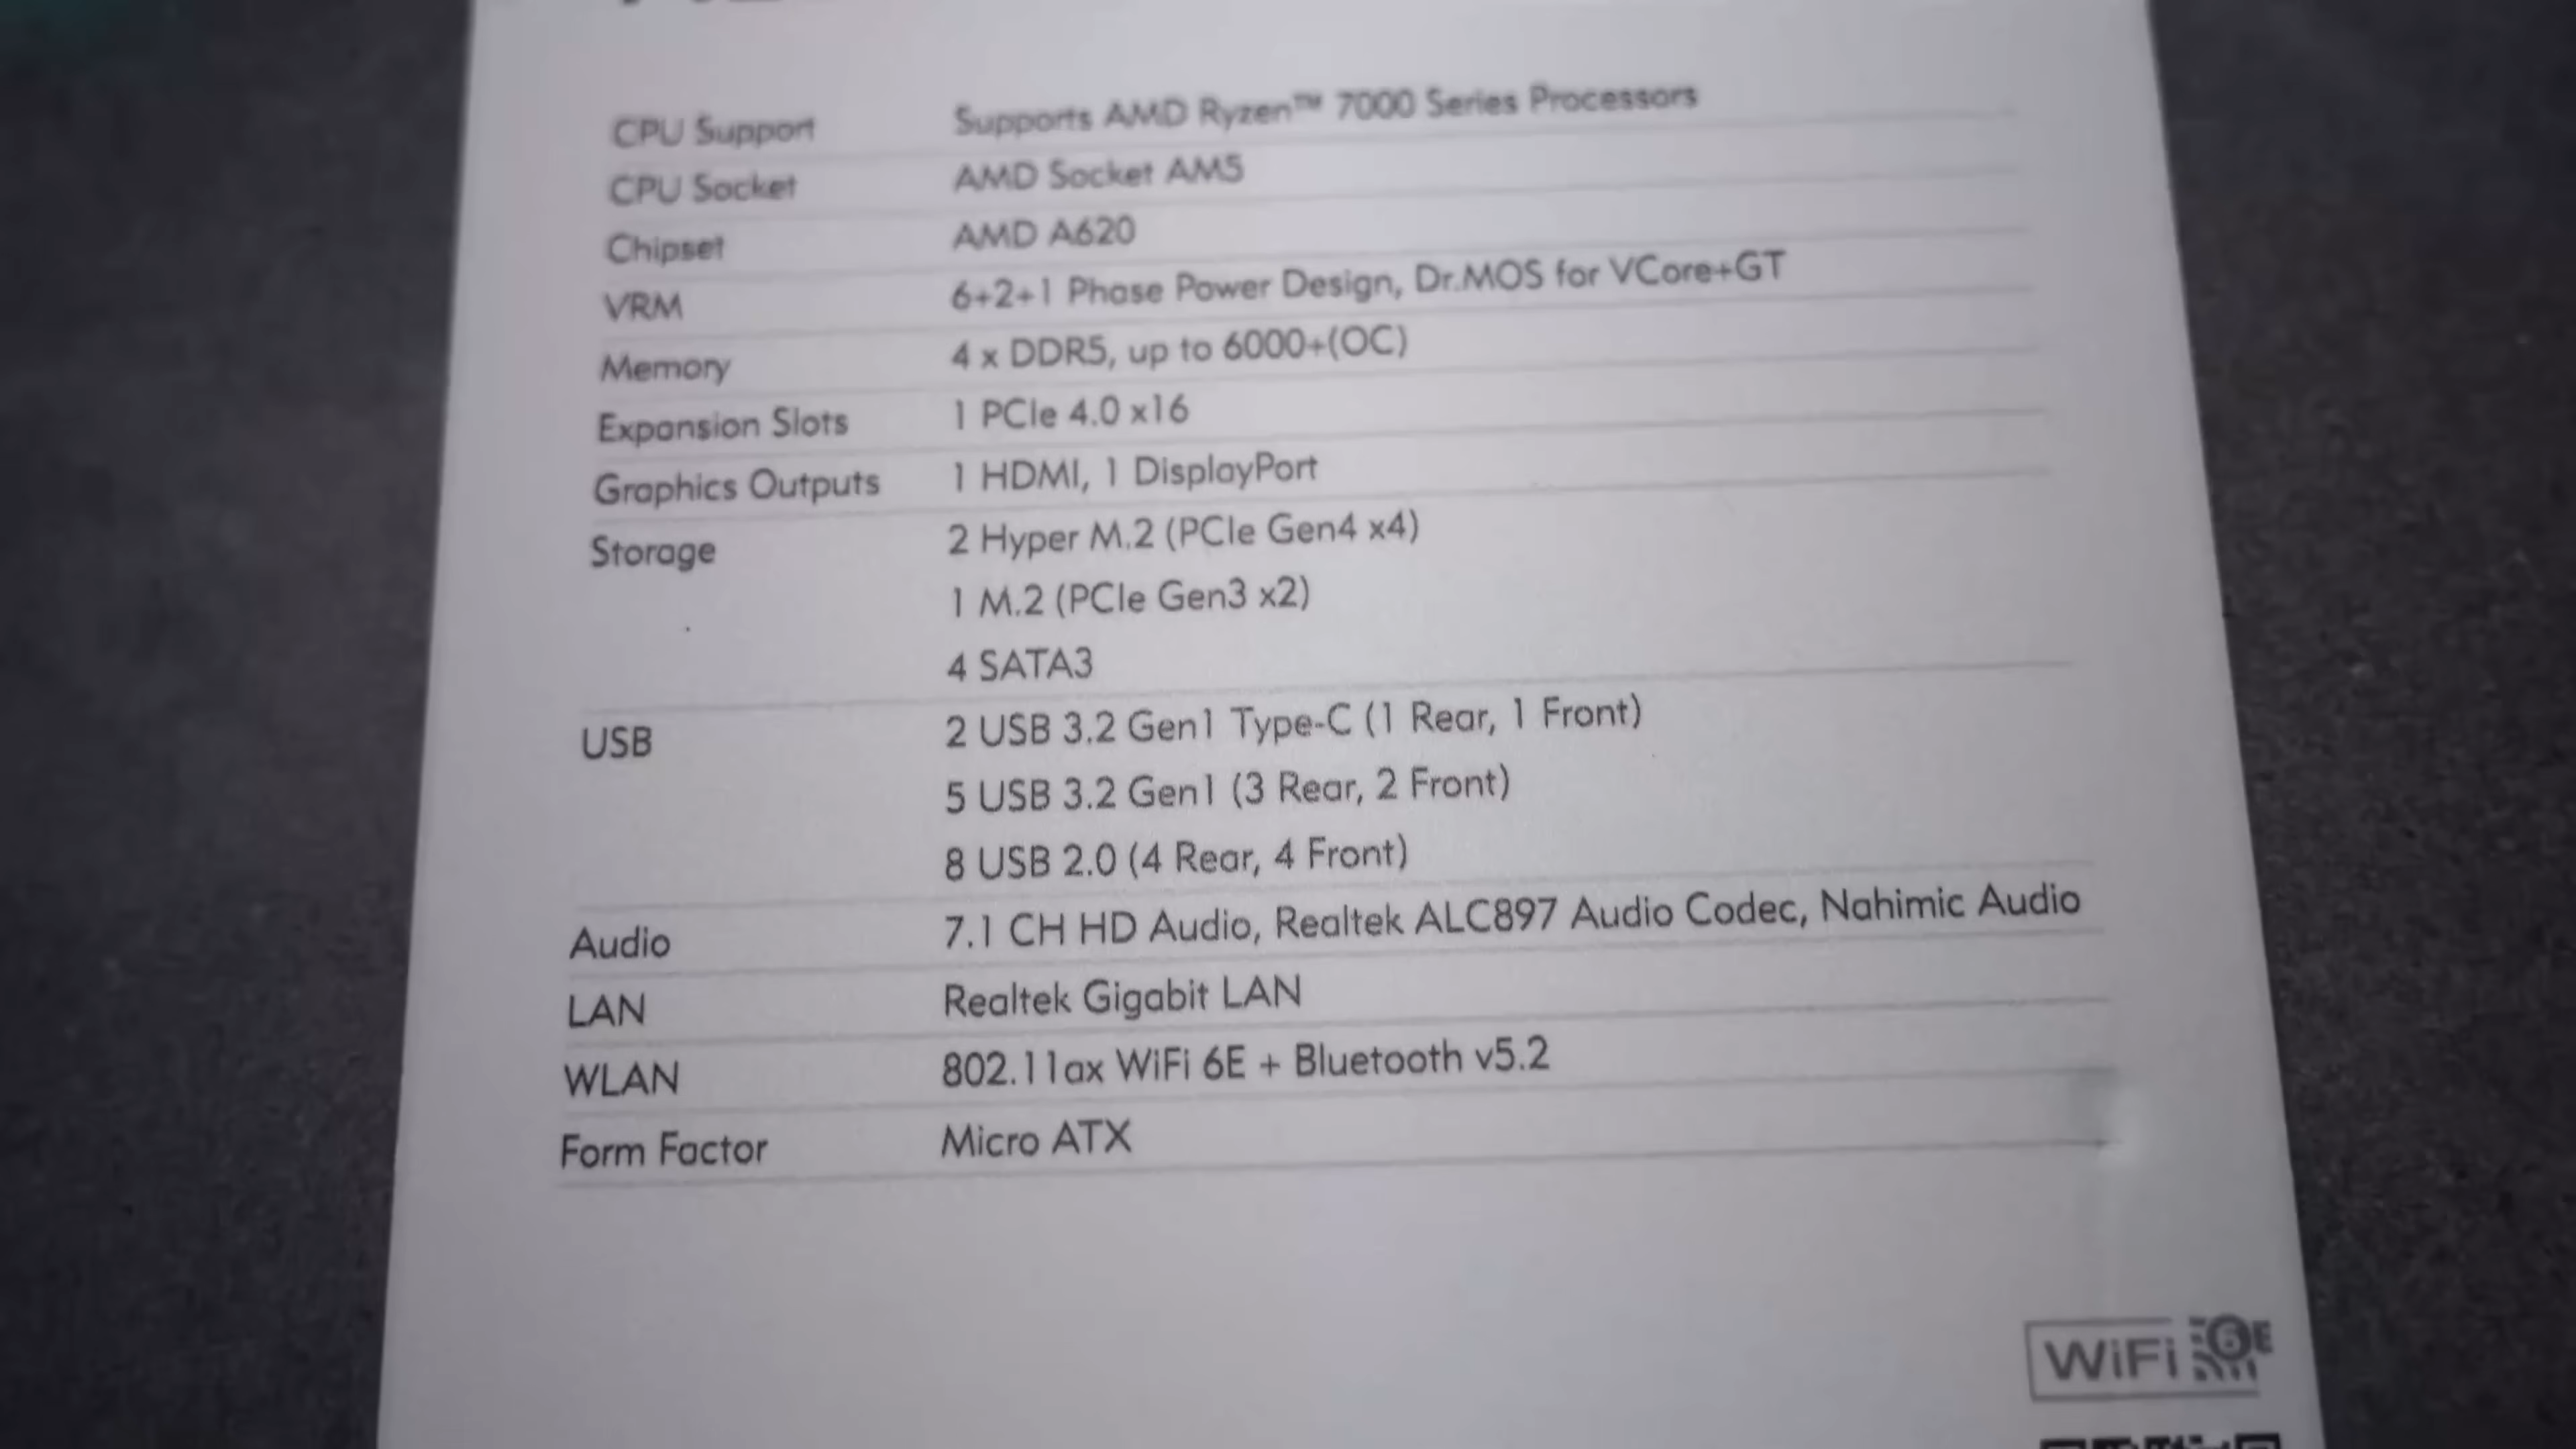 CPU Support Supports AMD Ryzen™ 7000 Series Processors
CPU Socket AMD Socket AM5
Chipset AMD A620
VRM 6+2+1 Phase Power Design, Dr.MOS for VCore+GT
Memory 4 x DDR5, up to 6000+(OC)
Expansion Slots 1 PCIe 4.0 x16
Graphics Outputs 1 HDMI, 1 DisplayPort
Storage 2 Hyper M.2 (PCIe Gen4 x4)
1 M.2 (PCIe Gen3 x2)
4 SATA3
USB 2 USB 3.2 Gen1 Type-C (1 Rear, 1 Front)
5 USB 3.2 Gen1 (3 Rear, 2 Front)
8 USB 2.0 (4 Rear, 4 Front)
Audio 7.1 CH HD Audio, Realtek ALC897 Audio Codec, Nahimic Audio
LAN Realtek Gigabit LAN
WLAN 802.11ax WiFi 6E + Bluetooth v5.2
Form Factor Micro ATX
WiFi 6E